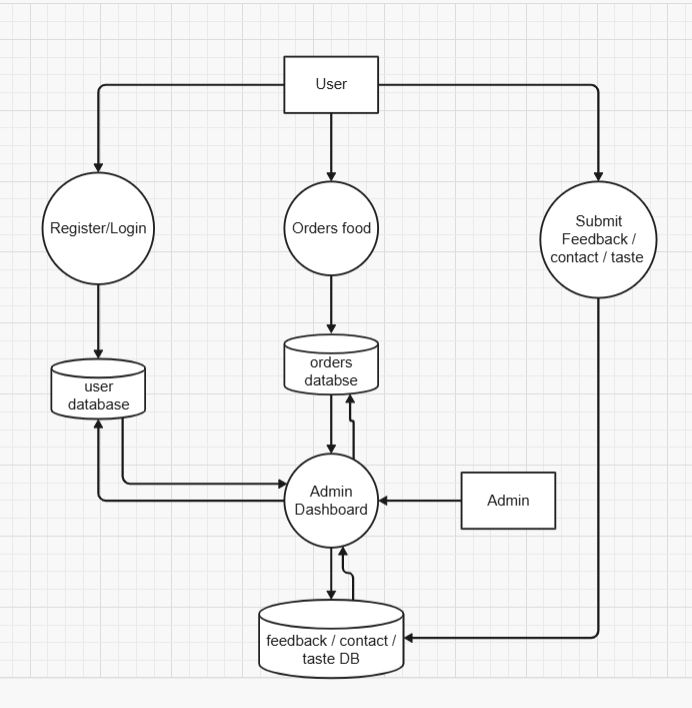 User
Register/Login
Orders food
Submit
Feedback /
contact / taste
user
database
orders
databse
Admin
Dashboard
Admin
feedback / contact /
taste DB